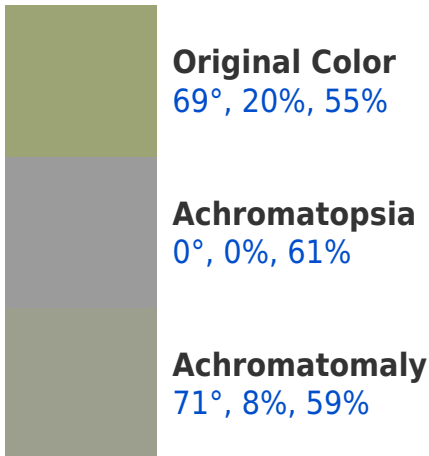 Original Color
69°, 20%, 55%
Achromatopsia
0°, 0%, 61%
Achromatomaly
71°, 8%, 59%